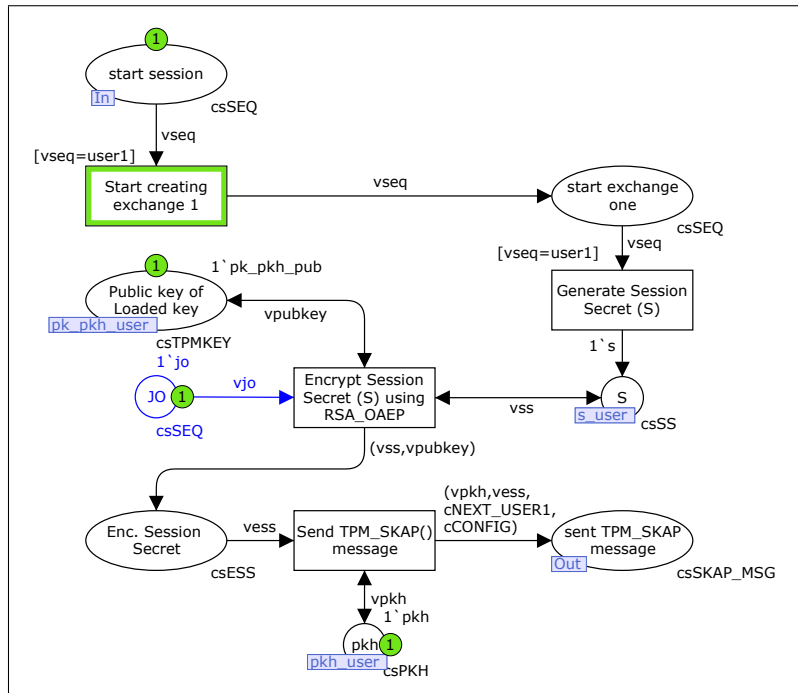 1
start session
In
csSEQ
vseq
[vseq=user1]
Start creating
exchange 1
vseq
start exchange
one
csSEQ
vseq
[vseq=user1]
Generate Session
Secret (S)
1`s
1
1`pk_pkh_pub
Public key of
Loaded key
pk_pkh_user
csTPMKEY
vpubkey
1`jo
JO
1
csSEQ
vjo
Encrypt Session
Secret (S) using
RSA_OAEP
vss
S
s_user
csSS
(vss,vpubkey)
Enc. Session
Secret
csESS
vess
Send TPM_SKAP()
message
(vpkh,vess,
cNEXT_USER1,
cCONFIG)
sent TPM_SKAP
message
Out
csSKAP_MSG
vpkh
1`pkh
pkh
1
pkh_user
csPKH